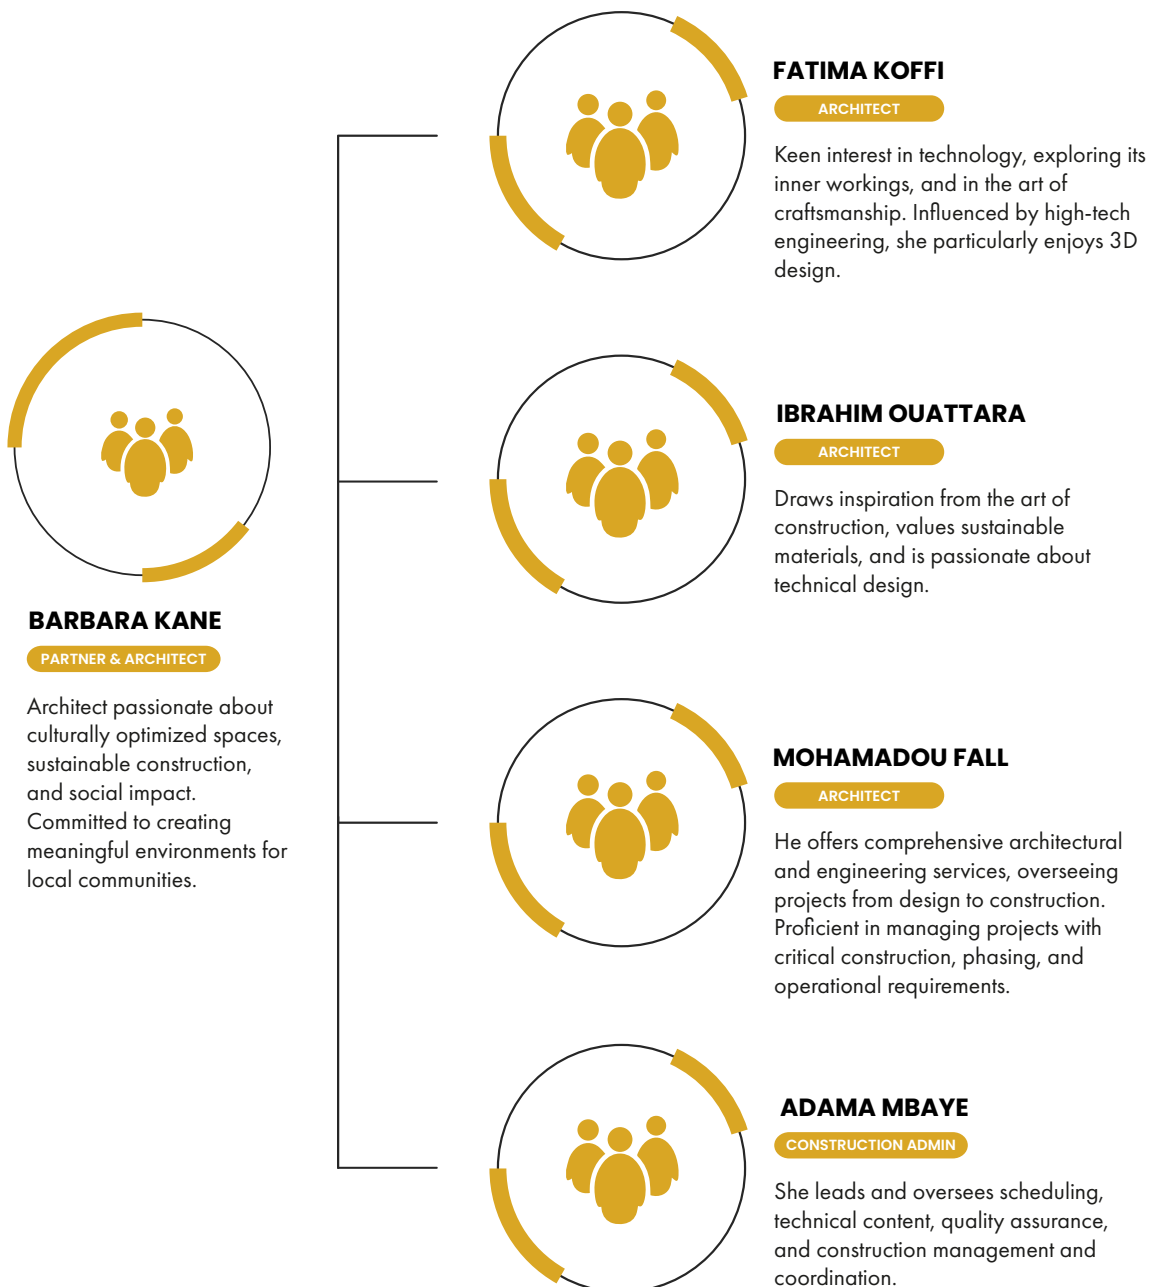 FATIMA KOFFI
ARCHITECT
Keen interest in technology, exploring its
inner workings, and in the art of
craftsmanship. Influenced by high-tech
engineering, she particularly enjoys 3D
design.
IBRAHIM OUATTARA
ARCHITECT
Draws inspiration from the art of
construction, values sustainable
materials, and is passionate about
technical design.
BARBARA KANE
PARTNER & ARCHITECT
Architect passionate about
culturally optimized spaces,
sustainable construction,
and social impact.
Committed to creating
meaningful environments for
local communities.
MOHAMADOU FALL
ARCHITECT
He offers comprehensive architectural
and engineering services, overseeing
projects from design to construction.
Proficient in managing projects with
critical construction, phasing, and
operational requirements.
ADAMA MBAYE
CONSTRUCTION ADMIN
She leads and oversees scheduling,
technical content, quality assurance,
and construction management and
coordination.